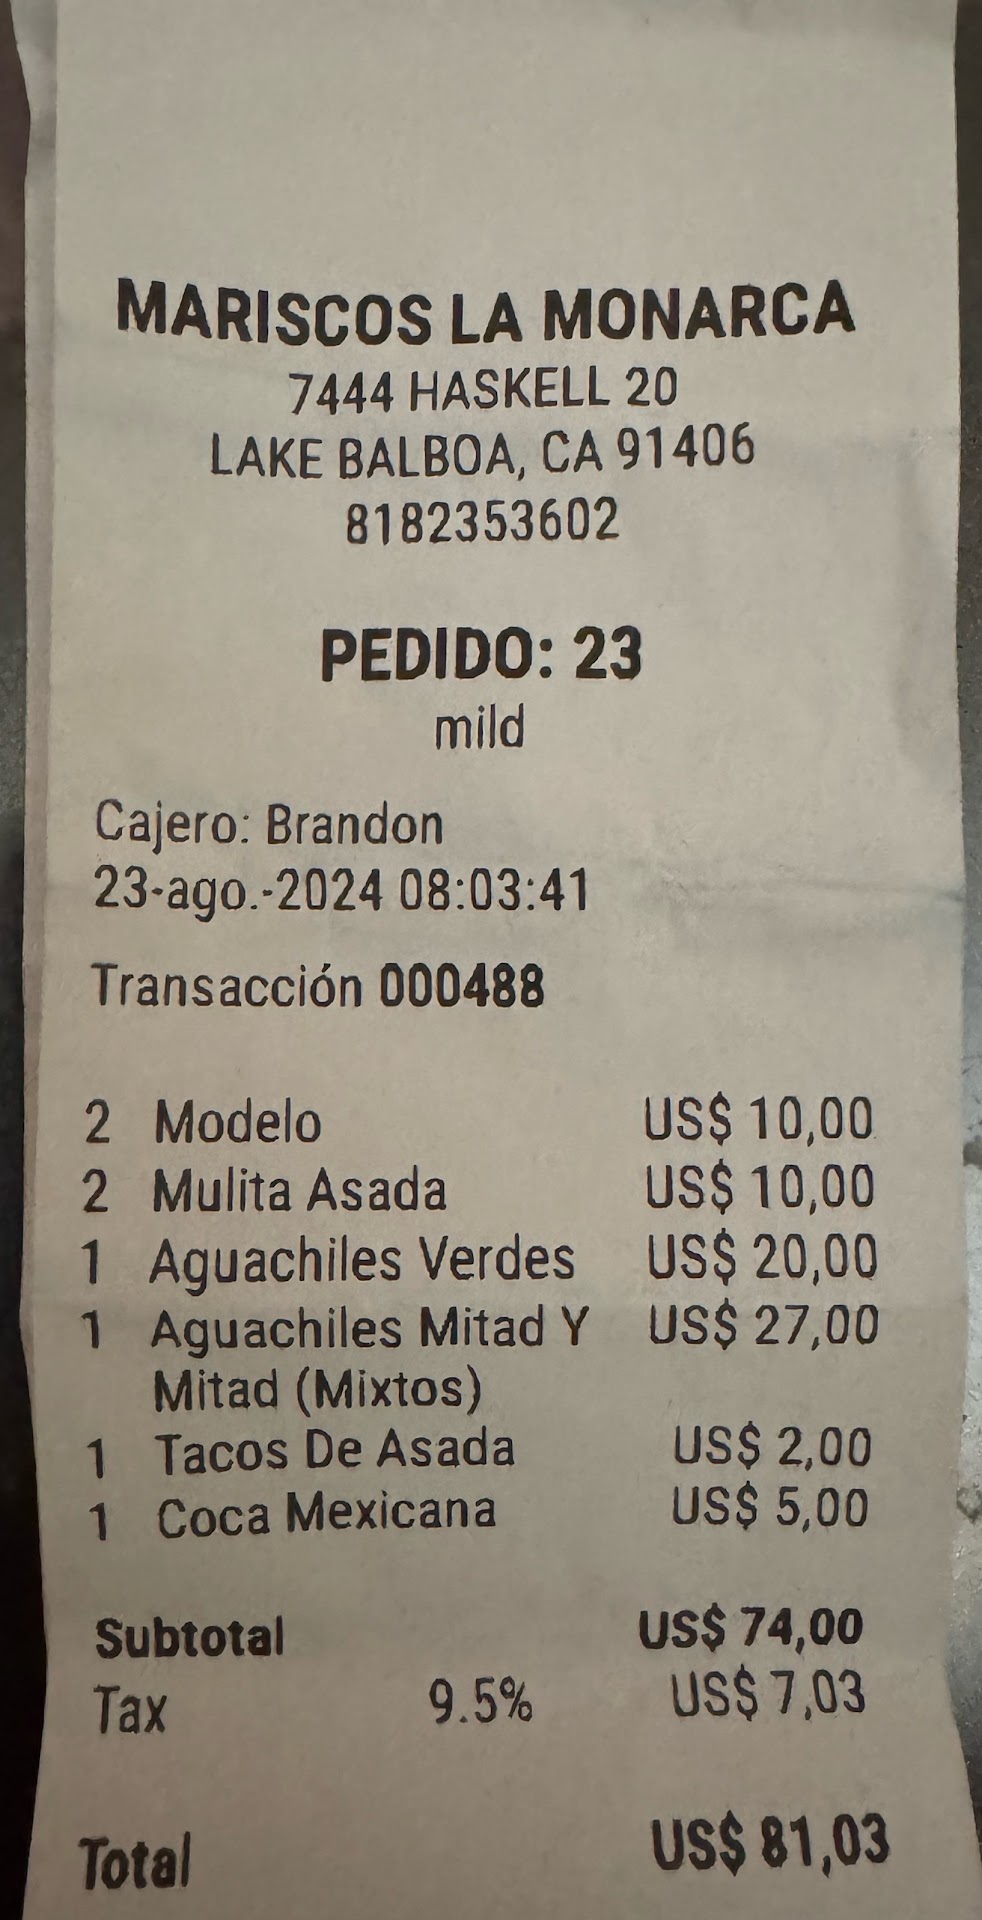 MARISCOS LA MONARCA
7444 HASKELL 20
LAKE BALBOA, CA 91406
8182353602
PEDIDO: 23
mild
Cajero: Brandon
23-ago.-2024 08:03:41
Transacción 000488
2 Modelo US$ 10,00
2 Mulita Asada US$ 10,00
1 Aguachiles Verdes US$ 20,00
1 Aguachiles Mitad Y US$ 27,00
Mitad (Mixtos)
1 Tacos De Asada US$ 2,00
1 Coca Mexicana US$ 5,00
Subtotal US$ 74,00
Tax 9.5% US$ 7,03
Total US$ 81,03